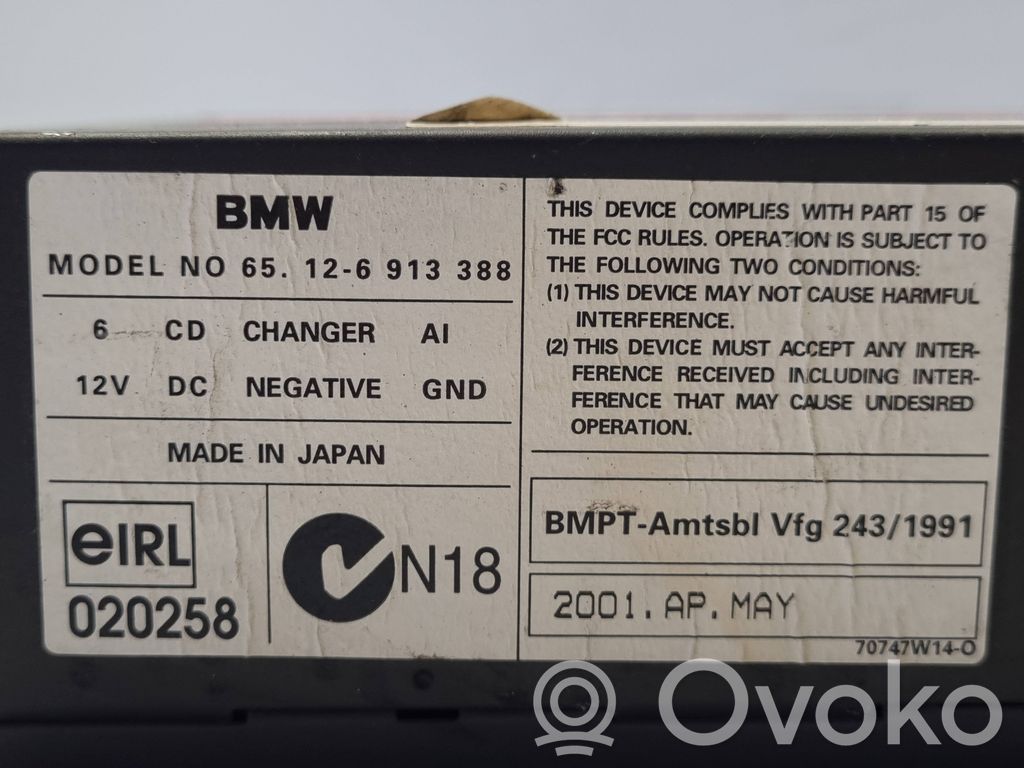 BMW
MODEL NO 65. 12-6 913 388
6 CD CHANGER AI
12V DC NEGATIVE GND
MADE IN JAPAN
eIRL
020258
N18
THIS DEVICE COMPLIES WITH PART 15 OF
THE FCC RULES. OPERATION IS SUBJECT TO
THE FOLLOWING TWO CONDITIONS:
(1) THIS DEVICE MAY NOT CAUSE HARMFUL
INTERFERENCE.
(2) THIS DEVICE MUST ACCEPT ANY INTER-
FERENCE RECEIVED INCLUDING INTER-
FERENCE THAT MAY CAUSE UNDESIRED
OPERATION.
BMPT-Amtsbl Vfg 243/1991
2001. AP. MAY
70747W14-O
Ovoko